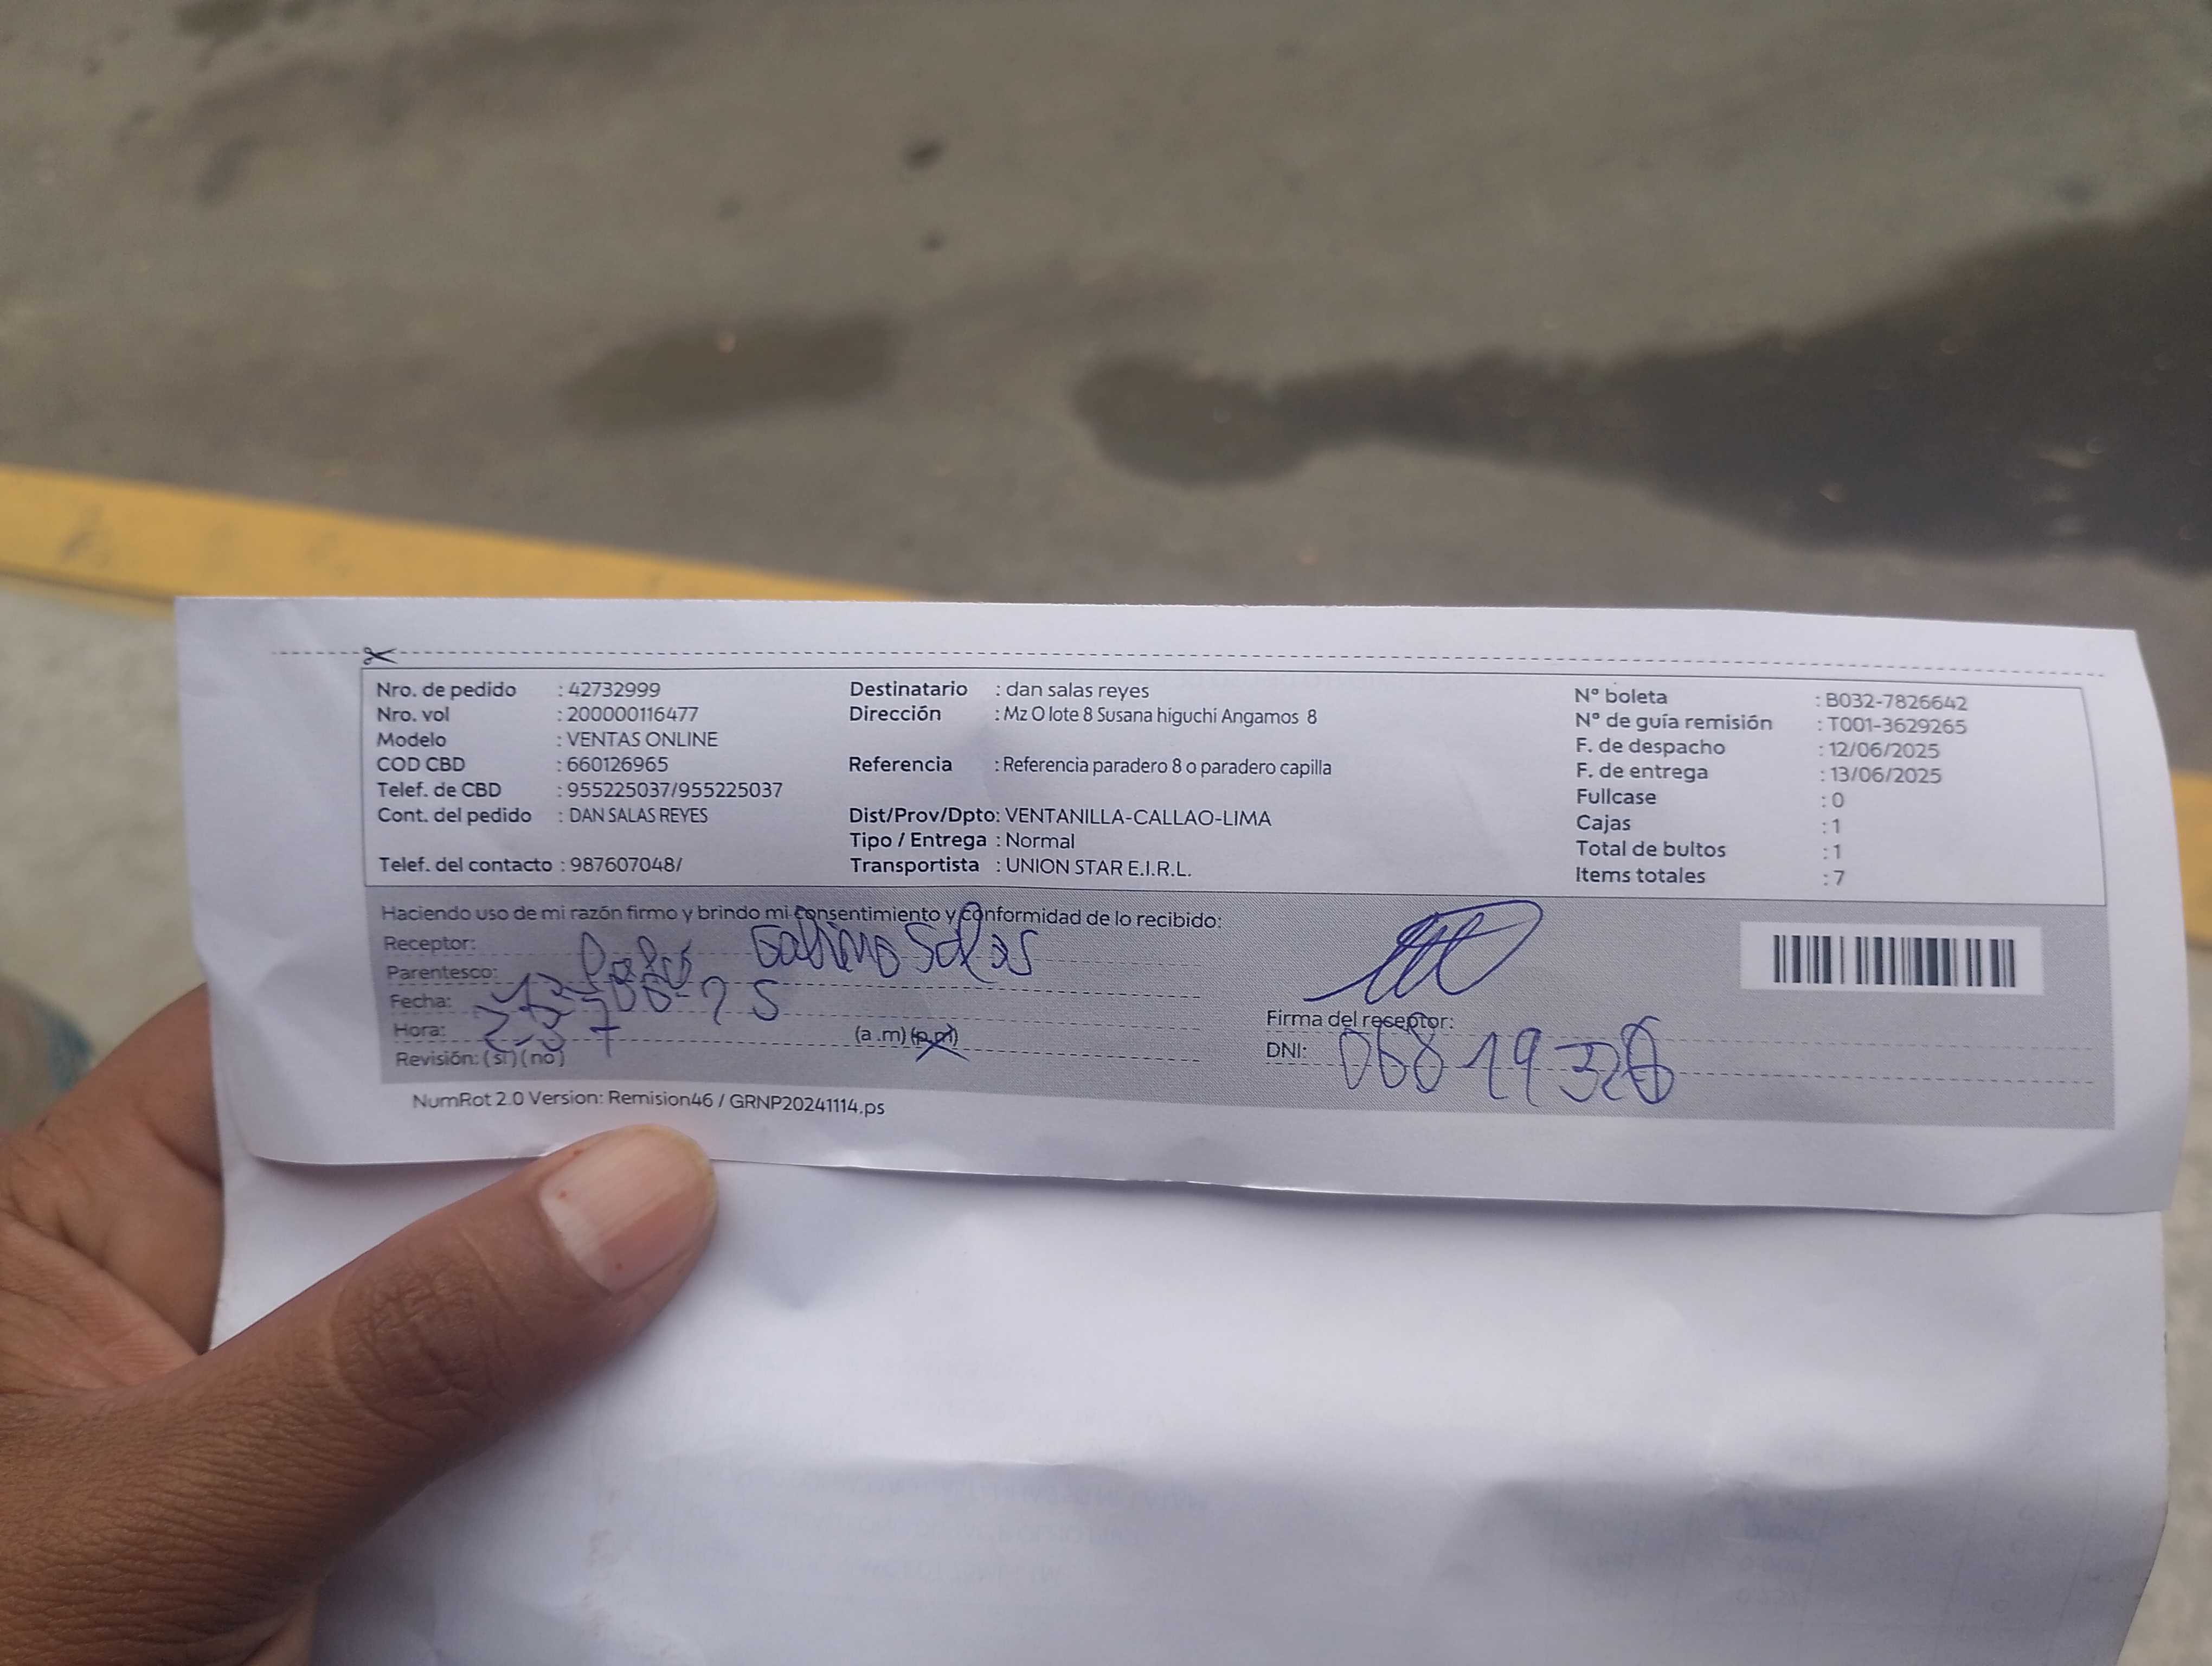 Nro. de pedido : 42732999
Nro. vol : 200000116477
Modelo : VENTAS ONLINE
COD CBD : 660126965
Telef. de CBD : 955225037/955225037
Cont. del pedido : DAN SALAS REYES
Telef. del contacto : 987607048/
Destinatario : dan salas reyes
Dirección : Mz O lote 8 Susana higuchi Angamos 8
Referencia : Referencia paradero 8 o paradero capilla
Dist/Prov/Dpto: VENTANILLA-CALLAO-LIMA
Tipo / Entrega : Normal
Transportista : UNION STAR E.I.R.L.
Nº boleta : B032-7826642
Nº de guía remisión : T001-3629265
F. de despacho : 12/06/2025
F. de entrega : 13/06/2025
Fullcase : 0
Cajas : 1
Total de bultos : 1
Items totales : 7
Haciendo uso de mi razón firmo y brindo mi consentimiento y conformidad de lo recibido:
Receptor: Salas
Parentesco:
Fecha:
Hora: (a .m) (p.m)
Revisión: (si) (no)
Firma del receptor:
DNI:
NumRot 2.0 Version: Remision46 / GRNP20241114.ps